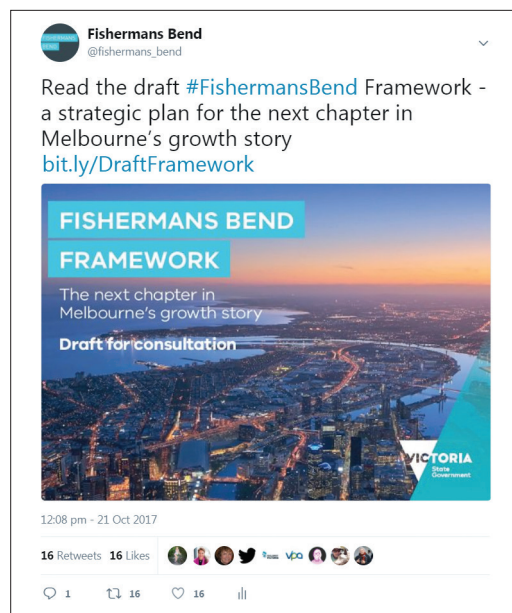 Fishermans Bend
@fishermans_bend
Read the draft #FishermansBend Framework -
a strategic plan for the next chapter in
Melbourne's growth story
bit.ly/DraftFramework
FISHERMANS BEND
FRAMEWORK
The next chapter in
Melbourne's growth story
Draft for consultation
VICTORIA
State
Government
12:08 pm - 21 Oct 2017
16 Retweets 16 Likes
vpa
1 16 16